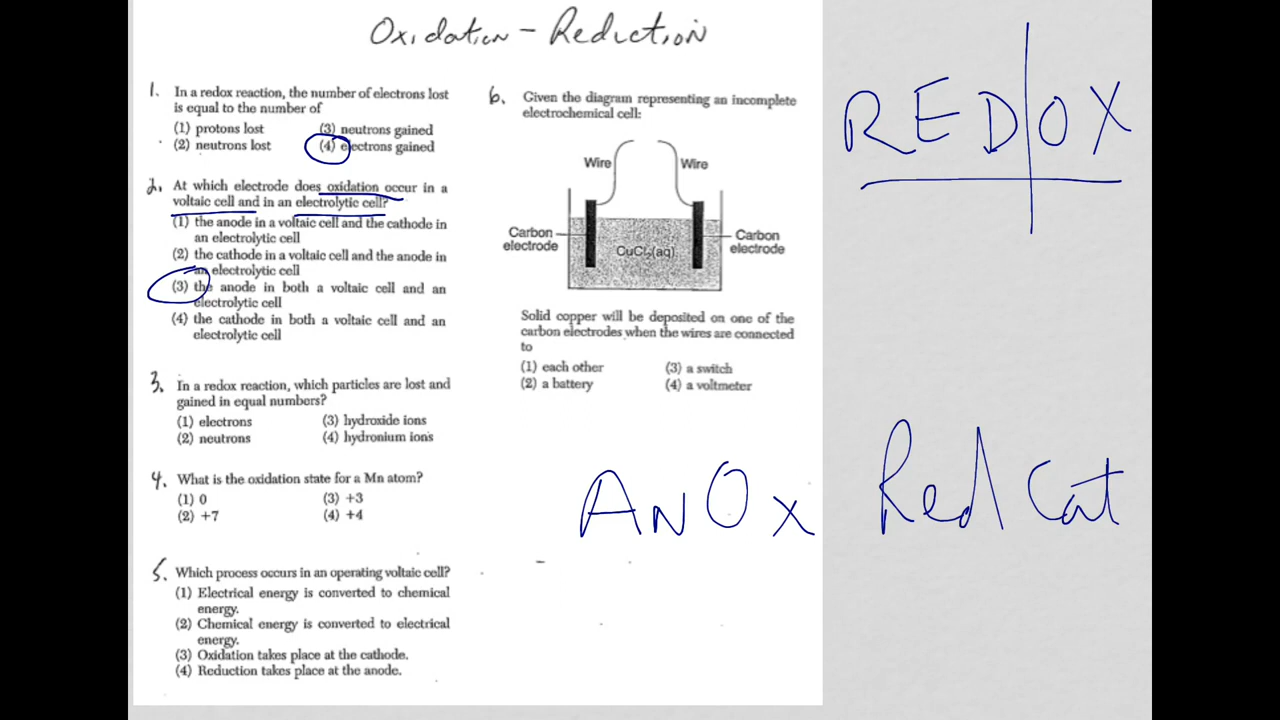 Oxidation - Reduction
1. In a redox reaction, the number of electrons lost
is equal to the number of
(1) protons lost (3) neutrons gained
(2) neutrons lost (4) electrons gained
2. At which electrode does oxidation occur in a
voltaic cell and in an electrolytic cell?
(1) the anode in a voltaic cell and the cathode in
an electrolytic cell
(2) the cathode in a voltaic cell and the anode in
an electrolytic cell
(3) the anode in both a voltaic cell and an
electrolytic cell
(4) the cathode in both a voltaic cell and an
electrolytic cell
3. In a redox reaction, which particles are lost and
gained in equal numbers?
(1) electrons (3) hydroxide ions
(2) neutrons (4) hydronium ions
4. What is the oxidation state for a Mn atom?
(1) 0 (3) +3
(2) +7 (4) +4
5. Which process occurs in an operating voltaic cell?
(1) Electrical energy is converted to chemical
energy.
(2) Chemical energy is converted to electrical
energy.
(3) Oxidation takes place at the cathode.
(4) Reduction takes place at the anode.
6. Given the diagram representing an incomplete
electrochemical cell:
Wire Wire
Carbon
electrode
CuCl2(aq)
Carbon
electrode
Solid copper will be deposited on one of the
carbon electrodes when the wires are connected
to
(1) each other (3) a switch
(2) a battery (4) a voltmeter
RED OX
AN OX Red Cat